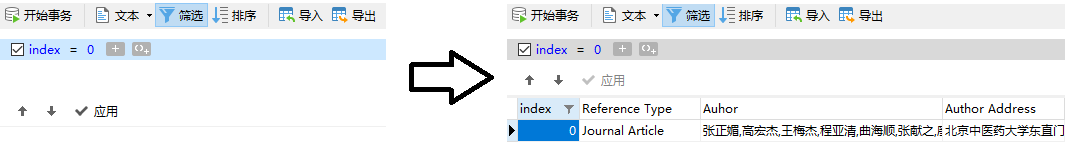 开始事务 文本 筛选 排序 导入 导出
index = 0
应用
开始事务 文本 筛选 排序 导入 导出
index = 0
应用
index Reference Type Auhor Author Address
0 Journal Article 张正媚,高宏杰,王梅杰,程亚清,曲海顺,张献之, 北京中医药大学东直门